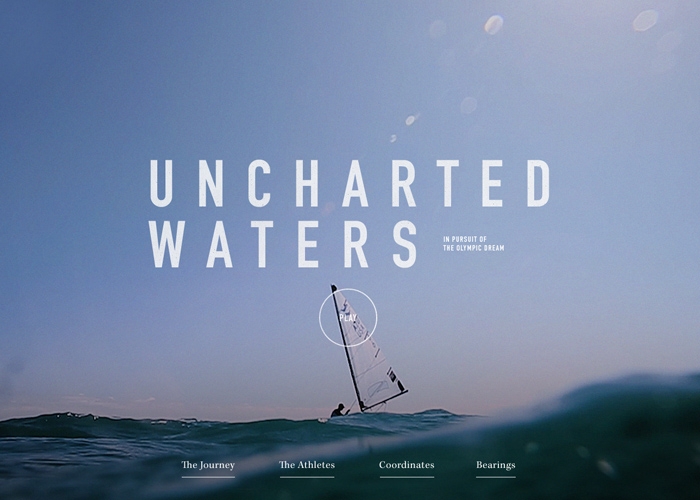 UNCHARTED
WATERS
IN PURSUIT OF
THE OLYMPIC DREAM
PLAY
The Journey
The Athletes
Coordinates
Bearings